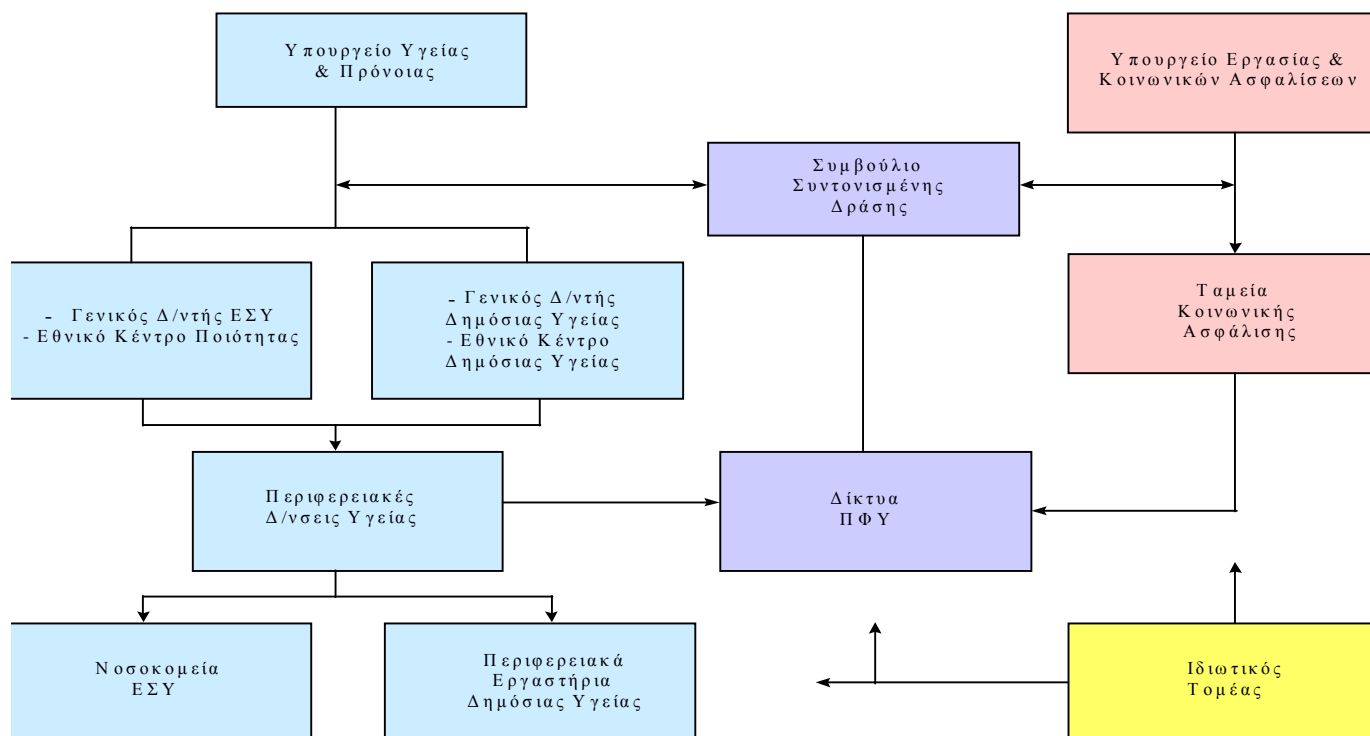 Υπουργείο Υγείας
& Πρόνοιας
Υπουργείο Εργασίας &
Κοινωνικών Ασφαλίσεων
Συμβούλιο
Συντονισμένης
Δράσης
- Γενικός Δ/ντής ΕΣΥ
- Εθνικό Κέντρο Ποιότητας
- Γενικός Δ/ντής
Δημόσιας Υγείας
- Εθνικό Κέντρο
Δημόσιας Υγείας
Ταμεία
Κοινωνικής
Ασφάλισης
Περιφερειακές
Δ/νσεις Υγείας
Δίκτυα
ΠΦΥ
Νοσοκομεία
ΕΣΥ
Περιφερειακά
Εργαστήρια
Δημόσιας Υγείας
Ιδιωτικός
Τομέας